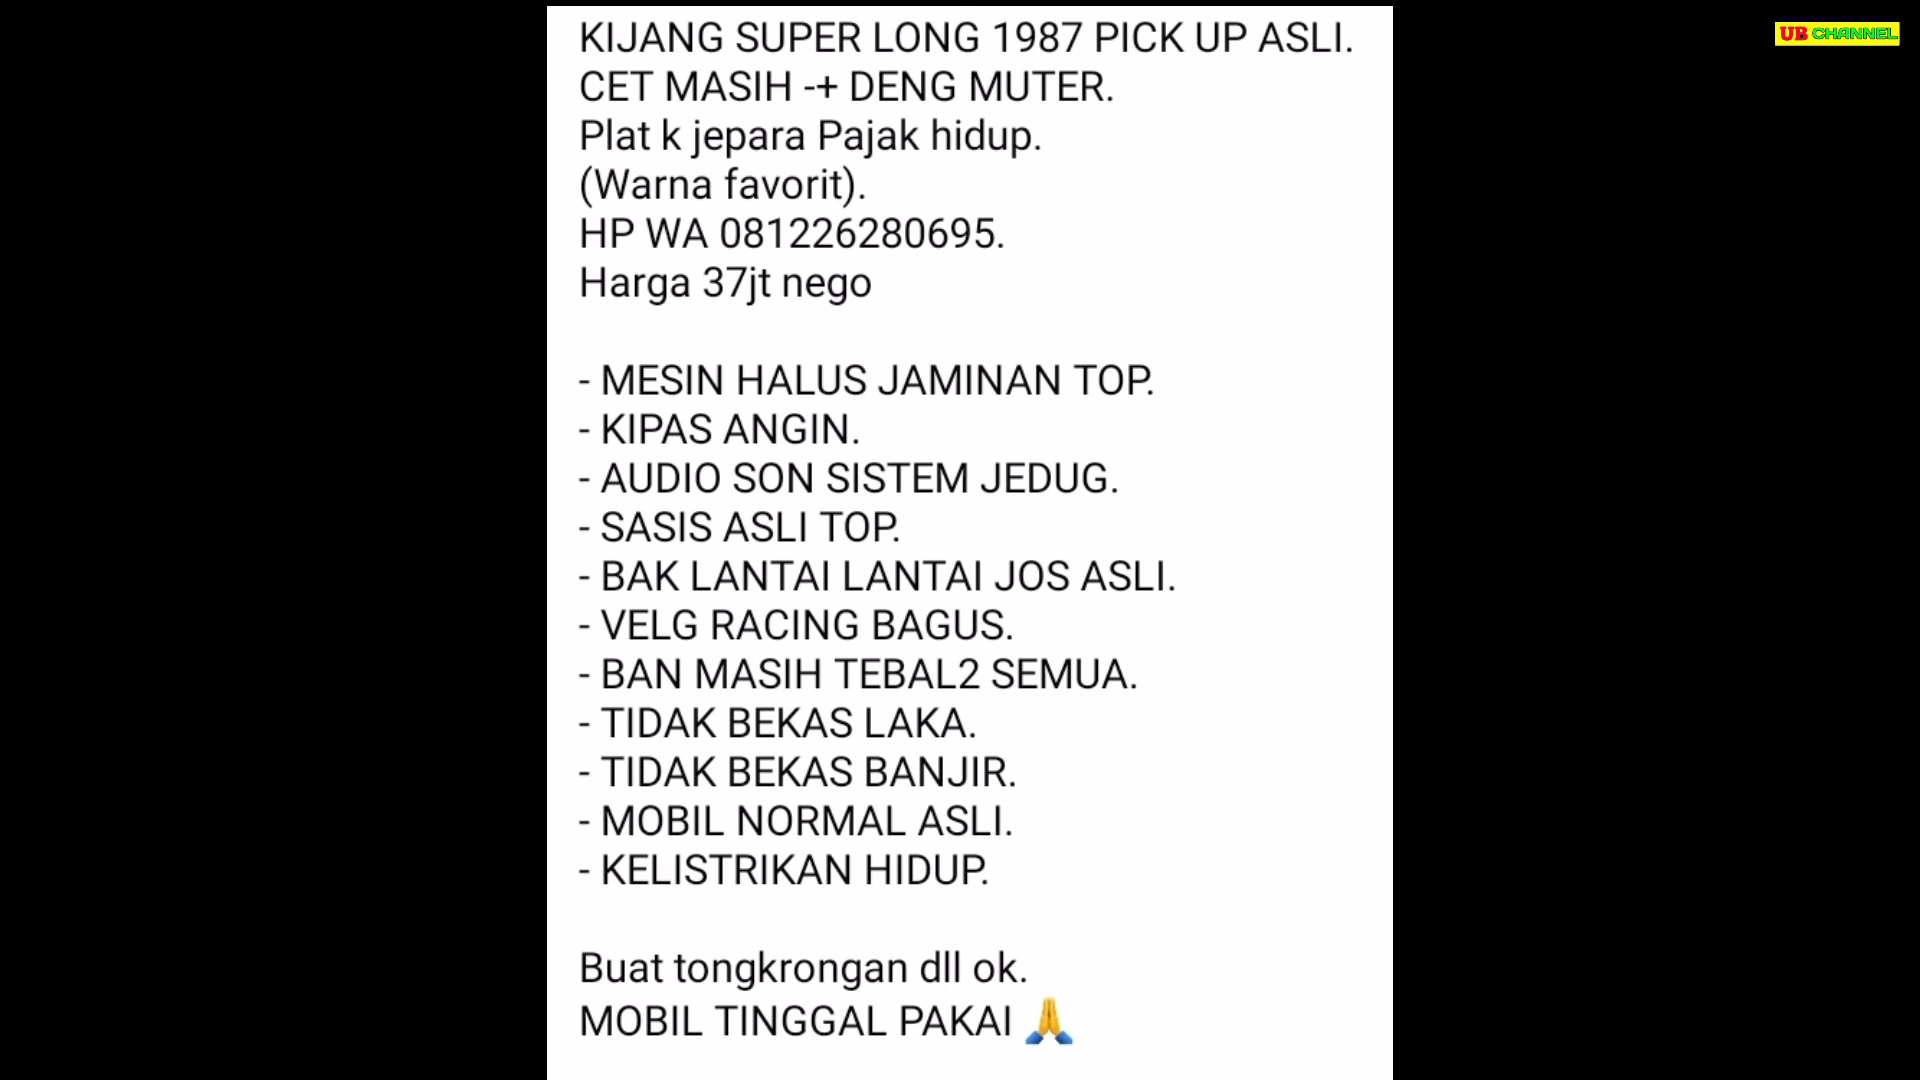 KIJANG SUPER LONG 1987 PICK UP ASLI.
CET MASIH -+ DENG MUTER.
Plat k jepara Pajak hidup.
(Warna favorit).
HP WA 081226280695.
Harga 37jt nego
- MESIN HALUS JAMINAN TOP.
- KIPAS ANGIN.
- AUDIO SON SISTEM JEDUG.
- SASIS ASLI TOP.
- BAK LANTAI LANTAI JOS ASLI.
- VELG RACING BAGUS.
- BAN MASIH TEBAL2 SEMUA.
- TIDAK BEKAS LAKA.
- TIDAK BEKAS BANJIR.
- MOBIL NORMAL ASLI.
- KELISTRIKAN HIDUP.
Buat tongkrongan dll ok.
MOBIL TINGGAL PAKAI 🙏
UB CHANNEL